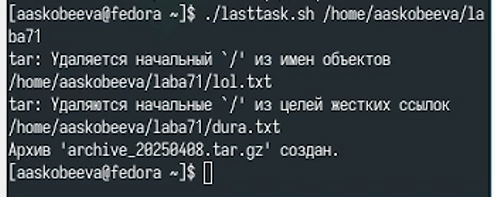 [aaskobeeva@fedora ~]$ ./lasttask.sh /home/aaskobeeva/la
ba71
tar: Удаляется начальный `/' из имен объектов
/home/aaskobeeva/laba71/lol.txt
tar: Удаляются начальные `/' из целей жестких ссылок
/home/aaskobeeva/laba71/dura.txt
Архив 'archive_20250408.tar.gz' создан.
[aaskobeeva@fedora ~]$